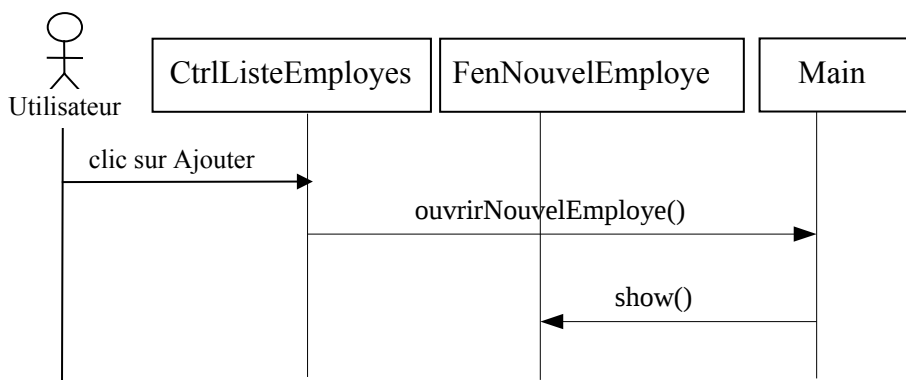 CtrlListeEmployes
FenNouvelEmploye
Main
Utilisateur
clic sur Ajouter
ouvrirNouvelEmploye()
show()